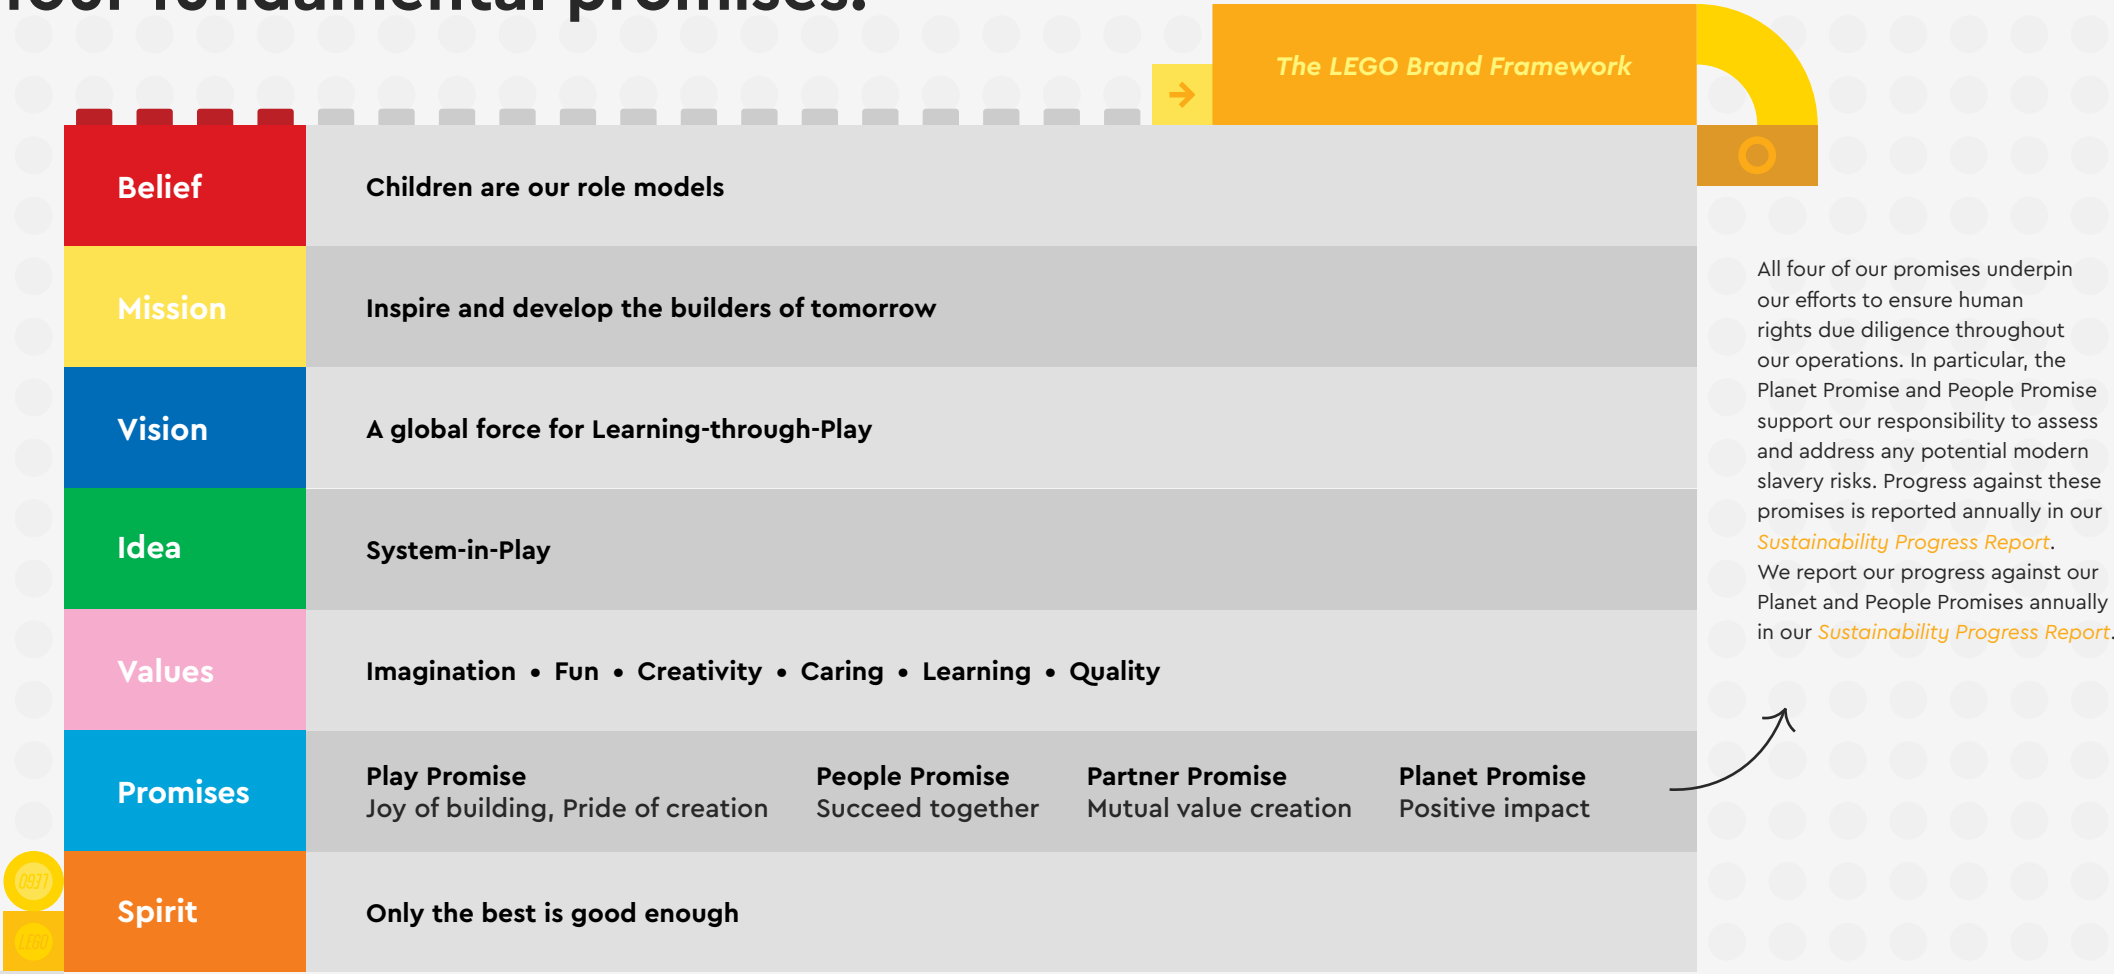 four fundamental promises.
The LEGO Brand Framework
Belief
Children are our role models
Mission
Inspire and develop the builders of tomorrow
Vision
A global force for Learning-through-Play
Idea
System-in-Play
Values
Imagination • Fun • Creativity • Caring • Learning • Quality
Promises
Play Promise
Joy of building, Pride of creation
People Promise
Succeed together
Partner Promise
Mutual value creation
Planet Promise
Positive impact
Spirit
Only the best is good enough
All four of our promises underpin
our efforts to ensure human
rights due diligence throughout
our operations. In particular, the
Planet Promise and People Promise
support our responsibility to assess
and address any potential modern
slavery risks. Progress against these
promises is reported annually in our
Sustainability Progress Report.
We report our progress against our
Planet and People Promises annually
in our Sustainability Progress Report.
LEGO
LEGO